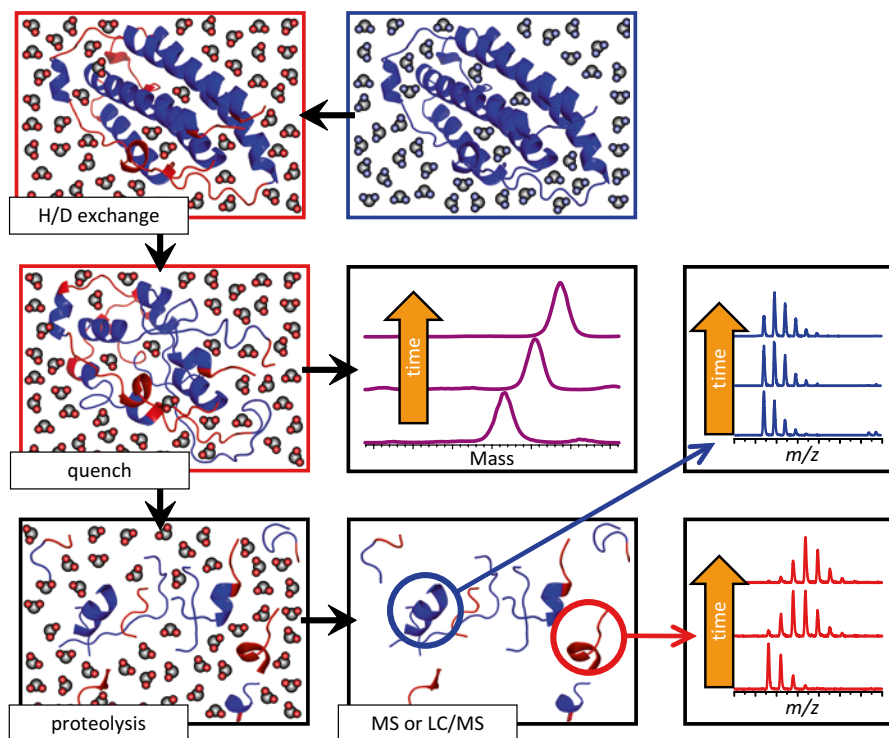 H/D exchange
time
Mass
time
m/z
quench
time
m/z
proteolysis
MS or LC/MS